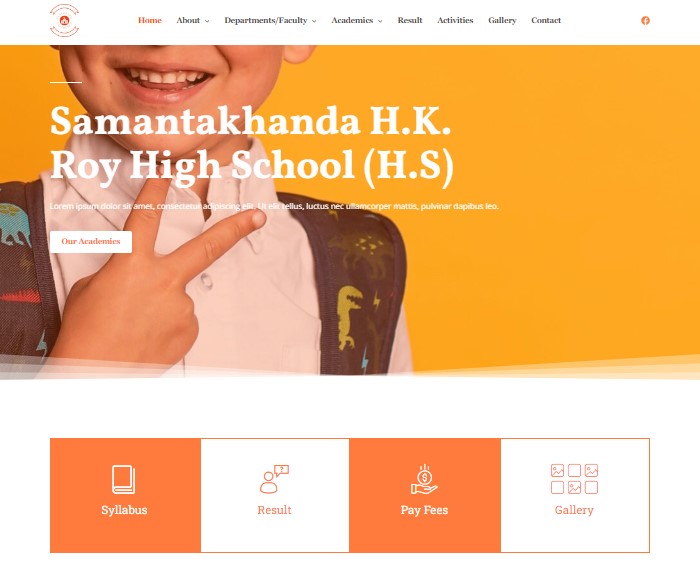 Home About Departments/Faculty Academics Result Activities Gallery Contact
Samantakhanda H.K.
Roy High School (H.S)
Lorem ipsum dolor sit amet, consectetur adipiscing elit. Ut elit tellus, luctus nec ullamcorper mattis, pulvinar dapibus leo.
Our Academics
Syllabus Result Pay Fees Gallery